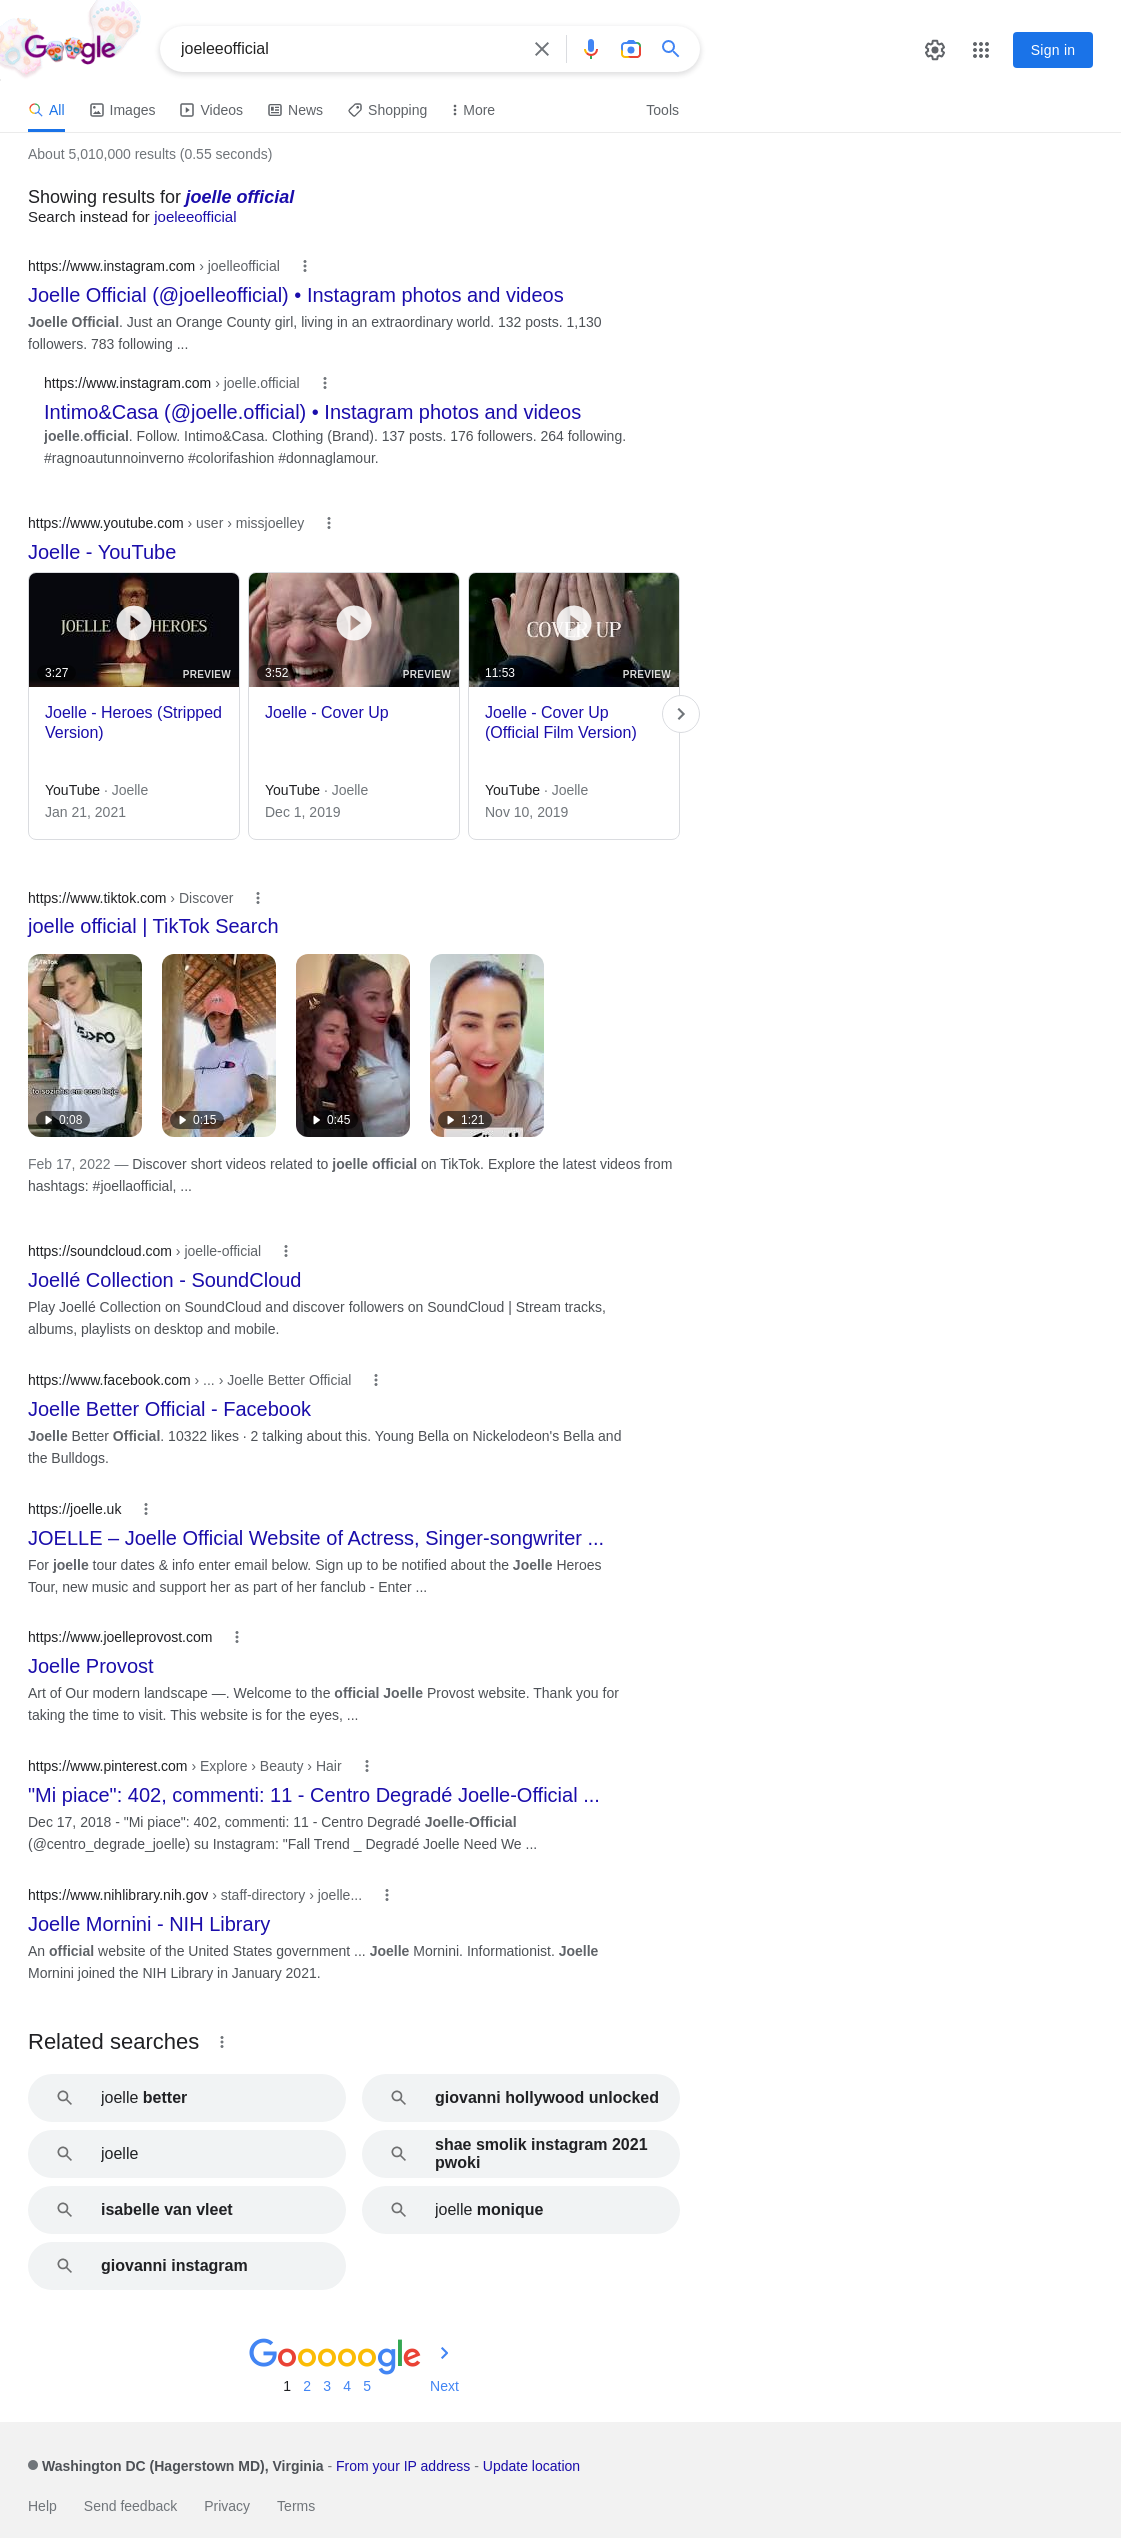 Google
joeleeofficial
Sign in
All
Images
Videos
News
Shopping
More
Tools
About 5,010,000 results (0.55 seconds)
Showing results for joelle official
Search instead for joeleeofficial
https://www.instagram.com › joelleofficial
Joelle Official (@joelleofficial) • Instagram photos and videos
Joelle Official. Just an Orange County girl, living in an extraordinary world. 132 posts. 1,130
followers. 783 following ...
https://www.instagram.com › joelle.official
Intimo&Casa (@joelle.official) • Instagram photos and videos
joelle.official. Follow. Intimo&Casa. Clothing (Brand). 137 posts. 176 followers. 264 following.
#ragnoautunnoinverno #colorifashion #donnaglamour.
https://www.youtube.com › user › missjoelley
Joelle - YouTube
JOELLE HEROES
3:27
PREVIEW
Joelle - Heroes (Stripped
Version)
YouTube · Joelle
Jan 21, 2021
3:52
PREVIEW
Joelle - Cover Up
YouTube · Joelle
Dec 1, 2019
COVER UP
11:53
PREVIEW
Joelle - Cover Up
(Official Film Version)
YouTube · Joelle
Nov 10, 2019
https://www.tiktok.com › Discover
joelle official | TikTok Search
TikTok
to sozinha em casa hoje
0:08
0:15
0:45
1:21
Feb 17, 2022 — Discover short videos related to joelle official on TikTok. Explore the latest videos from
hashtags: #joellaofficial, ...
https://soundcloud.com › joelle-official
Joellé Collection - SoundCloud
Play Joellé Collection on SoundCloud and discover followers on SoundCloud | Stream tracks,
albums, playlists on desktop and mobile.
https://www.facebook.com › ... › Joelle Better Official
Joelle Better Official - Facebook
Joelle Better Official. 10322 likes · 2 talking about this. Young Bella on Nickelodeon's Bella and
the Bulldogs.
https://joelle.uk
JOELLE – Joelle Official Website of Actress, Singer-songwriter ...
For joelle tour dates & info enter email below. Sign up to be notified about the Joelle Heroes
Tour, new music and support her as part of her fanclub - Enter ...
https://www.joelleprovost.com
Joelle Provost
Art of Our modern landscape —. Welcome to the official Joelle Provost website. Thank you for
taking the time to visit. This website is for the eyes, ...
https://www.pinterest.com › Explore › Beauty › Hair
"Mi piace": 402, commenti: 11 - Centro Degradé Joelle-Official ...
Dec 17, 2018 - "Mi piace": 402, commenti: 11 - Centro Degradé Joelle-Official
(@centro_degrade_joelle) su Instagram: "Fall Trend _ Degradé Joelle Need We ...
https://www.nihlibrary.nih.gov › staff-directory › joelle...
Joelle Mornini - NIH Library
An official website of the United States government ... Joelle Mornini. Informationist. Joelle
Mornini joined the NIH Library in January 2021.
Related searches
joelle better
giovanni hollywood unlocked
joelle
shae smolik instagram 2021
pwoki
isabelle van vleet
joelle monique
giovanni instagram
Gooooogle
1 2 3 4 5 Next
Washington DC (Hagerstown MD), Virginia - From your IP address - Update location
Help
Send feedback
Privacy
Terms